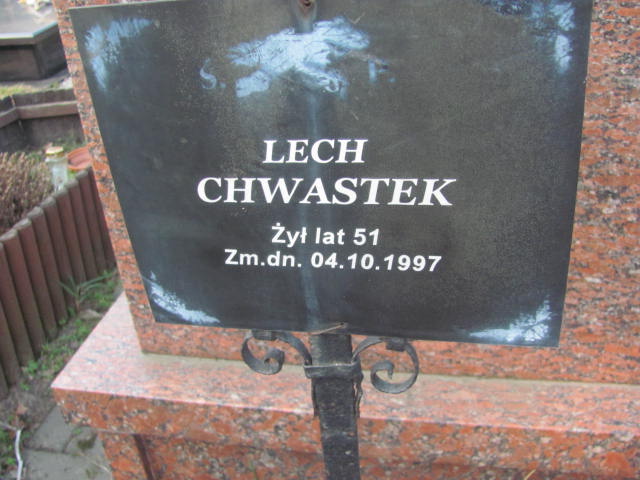 LECH
CHWASTEK
Żył lat 51
Zm.dn. 04.10.1997